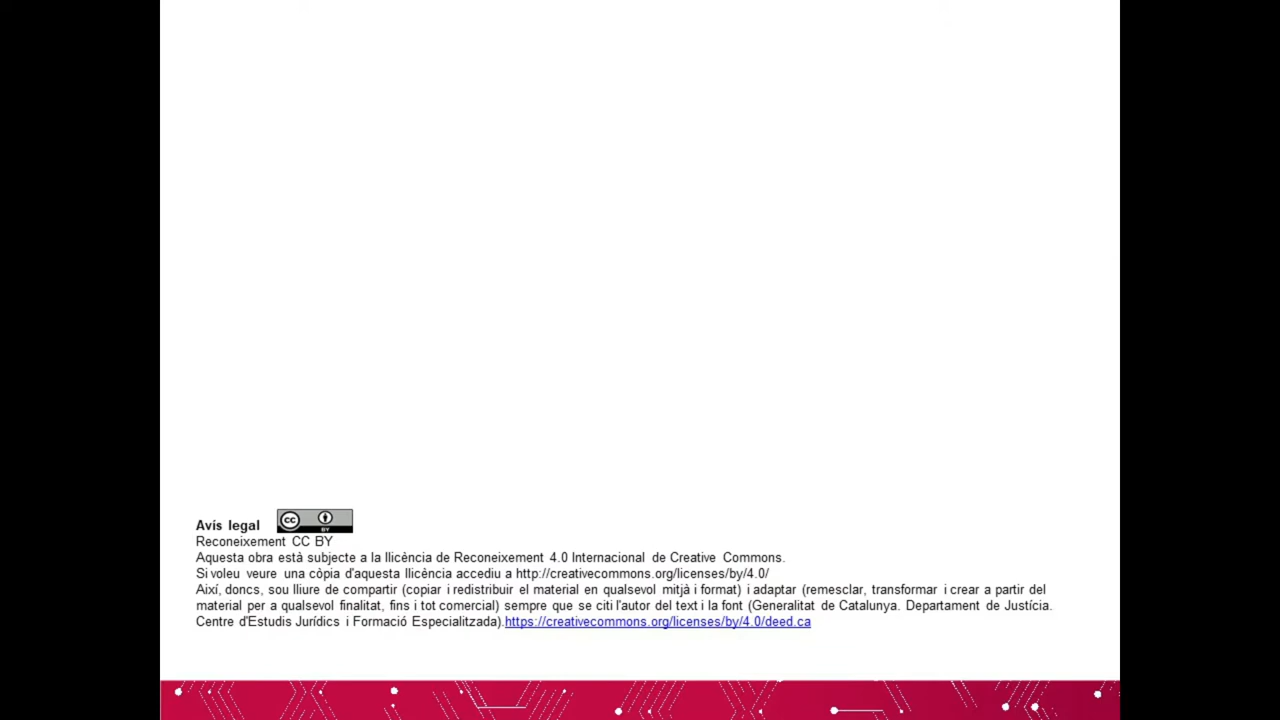 Avís legal
cc BY
Reconeixement CC BY
Aquesta obra està subjecte a la llicència de Reconeixement 4.0 Internacional de Creative Commons.
Si voleu veure una còpia d'aquesta llicència accediu a http://creativecommons.org/licenses/by/4.0/
Així, doncs, sou lliure de compartir (copiar i redistribuir el material en qualsevol mitjà i format) i adaptar (remesclar, transformar i crear a partir del
material per a qualsevol finalitat, fins i tot comercial) sempre que se citi l'autor del text i la font (Generalitat de Catalunya. Departament de Justícia.
Centre d'Estudis Jurídics i Formació Especialitzada).https://creativecommons.org/licenses/by/4.0/deed.ca